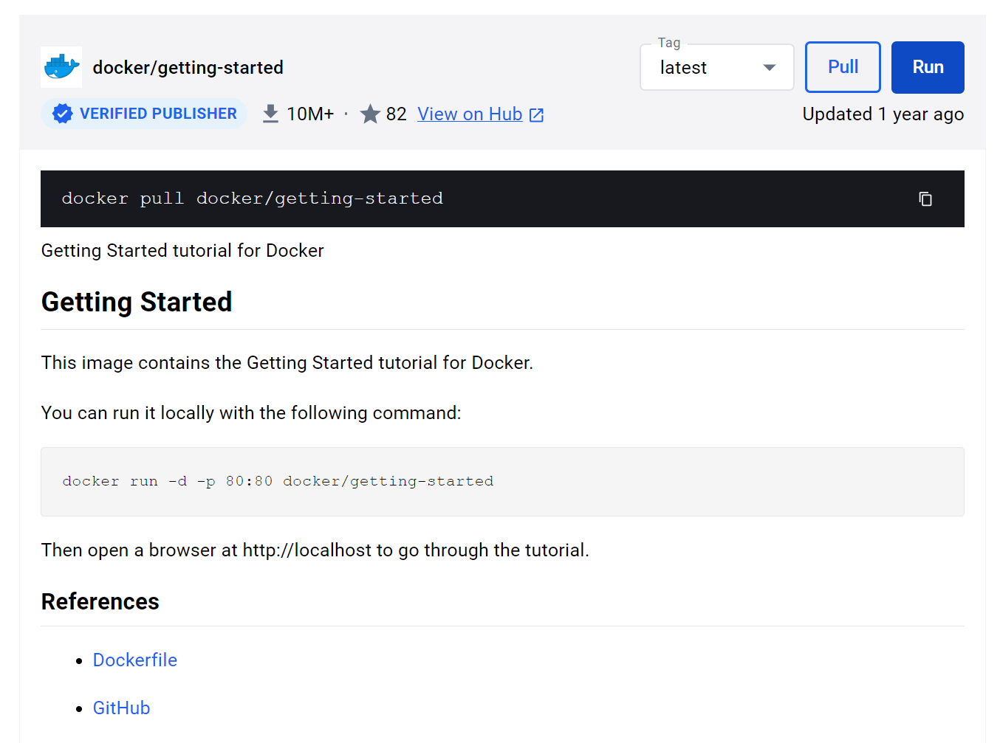 docker/getting-started
Tag
latest
Pull
Run
VERIFIED PUBLISHER 10M+ · 82 View on Hub
Updated 1 year ago
docker pull docker/getting-started
Getting Started tutorial for Docker
Getting Started
This image contains the Getting Started tutorial for Docker.
You can run it locally with the following command:
docker run -d -p 80:80 docker/getting-started
Then open a browser at http://localhost to go through the tutorial.
References
• Dockerfile
• GitHub